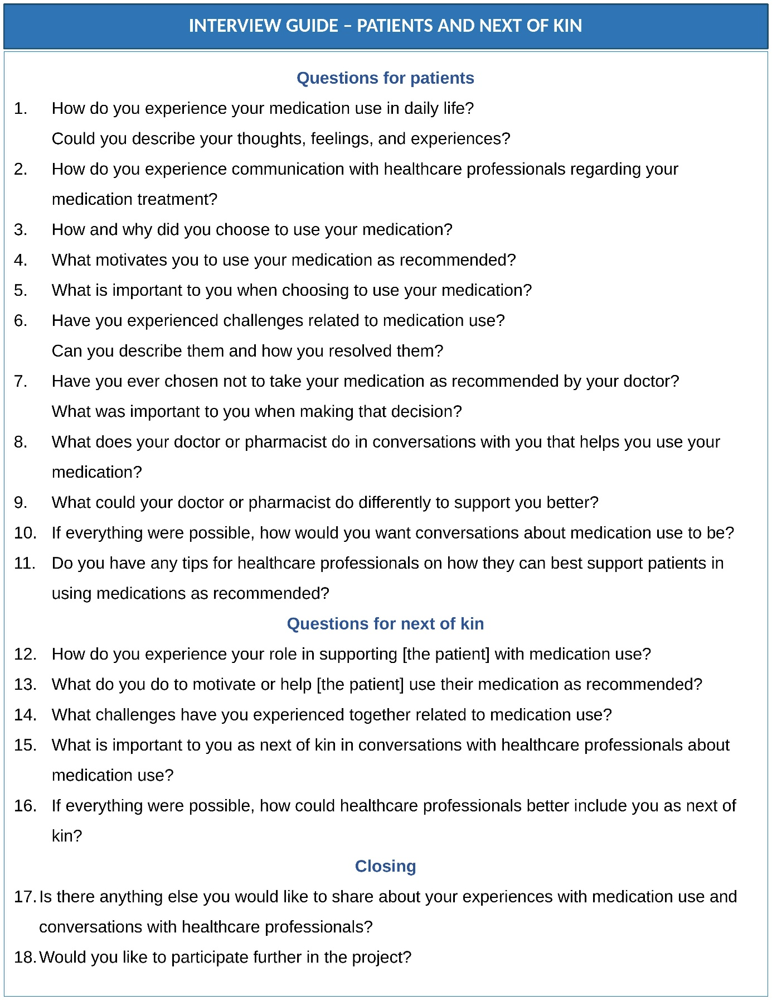 INTERVIEW GUIDE – PATIENTS AND NEXT OF KIN
Questions for patients
1. How do you experience your medication use in daily life?
Could you describe your thoughts, feelings, and experiences?
2. How do you experience communication with healthcare professionals regarding your
medication treatment?
3. How and why did you choose to use your medication?
4. What motivates you to use your medication as recommended?
5. What is important to you when choosing to use your medication?
6. Have you experienced challenges related to medication use?
Can you describe them and how you resolved them?
7. Have you ever chosen not to take your medication as recommended by your doctor?
What was important to you when making that decision?
8. What does your doctor or pharmacist do in conversations with you that helps you use your
medication?
9. What could your doctor or pharmacist do differently to support you better?
10. If everything were possible, how would you want conversations about medication use to be?
11. Do you have any tips for healthcare professionals on how they can best support patients in
using medications as recommended?
Questions for next of kin
12. How do you experience your role in supporting [the patient] with medication use?
13. What do you do to motivate or help [the patient] use their medication as recommended?
14. What challenges have you experienced together related to medication use?
15. What is important to you as next of kin in conversations with healthcare professionals about
medication use?
16. If everything were possible, how could healthcare professionals better include you as next of
kin?
Closing
17. Is there anything else you would like to share about your experiences with medication use and
conversations with healthcare professionals?
18. Would you like to participate further in the project?